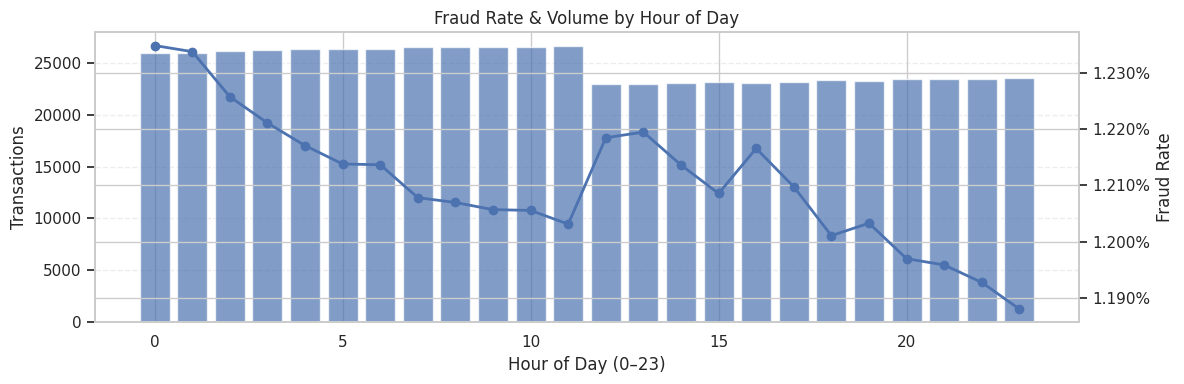 Fraud Rate & Volume by Hour of Day
25000
20000
15000
10000
5000
0
Transactions
1.230%
1.220%
1.210%
1.200%
1.190%
Fraud Rate
0 5 10 15 20
Hour of Day (0–23)